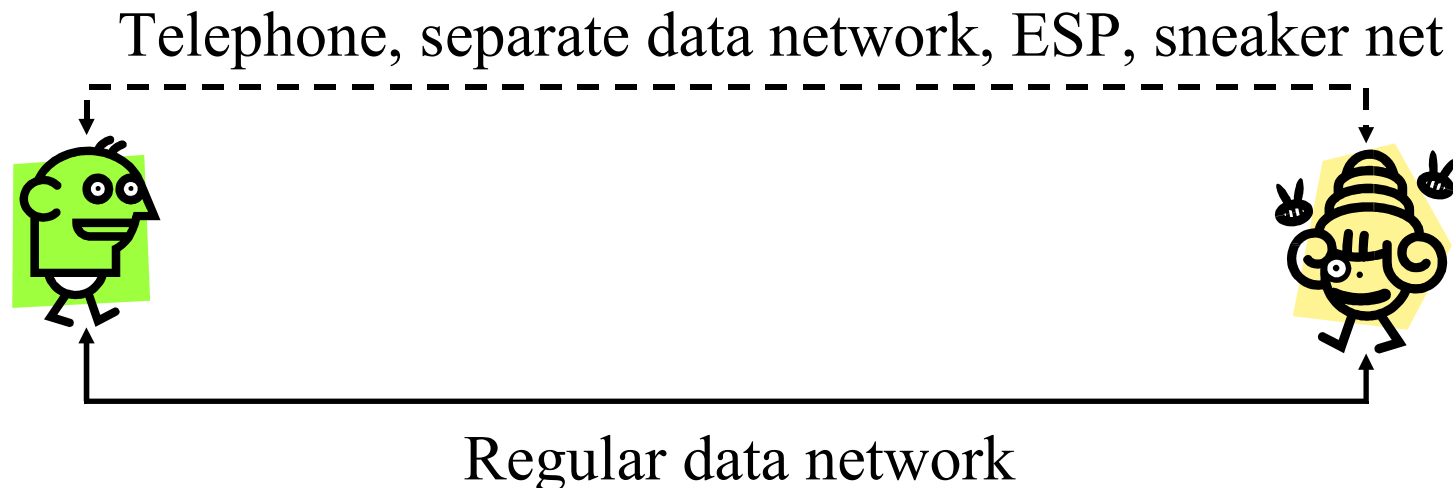 Telephone, separate data network, ESP, sneaker net
Regular data network